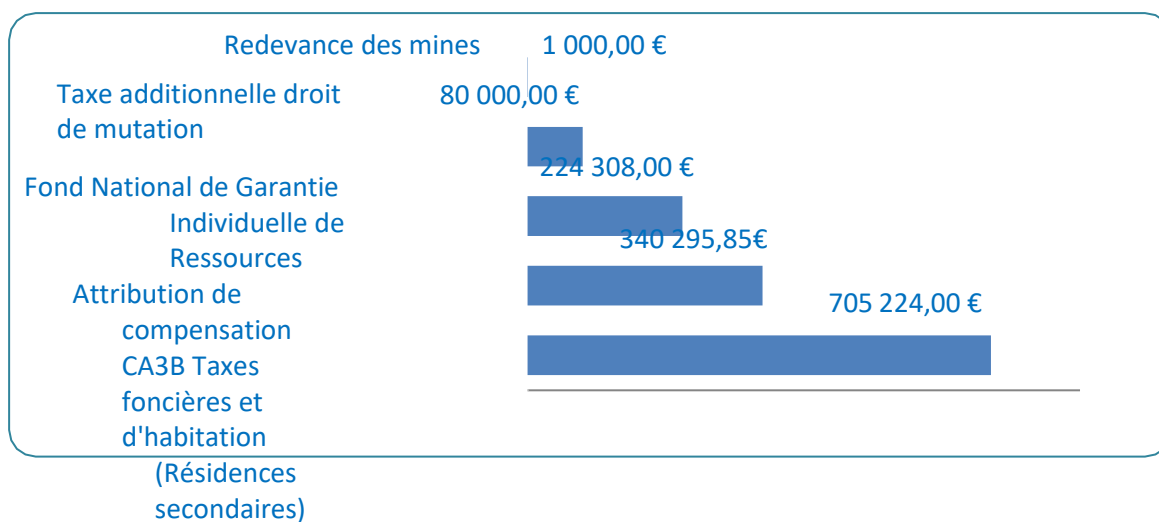 Redevance des mines 1 000,00 €
Taxe additionnelle droit 80 000,00 €
de mutation
224 308,00 €
Fond National de Garantie
Individuelle de
340 295,85€
Ressources
Attribution de
705 224,00 €
compensation
CA3B Taxes
foncières et
d'habitation
(Résidences
secondaires)